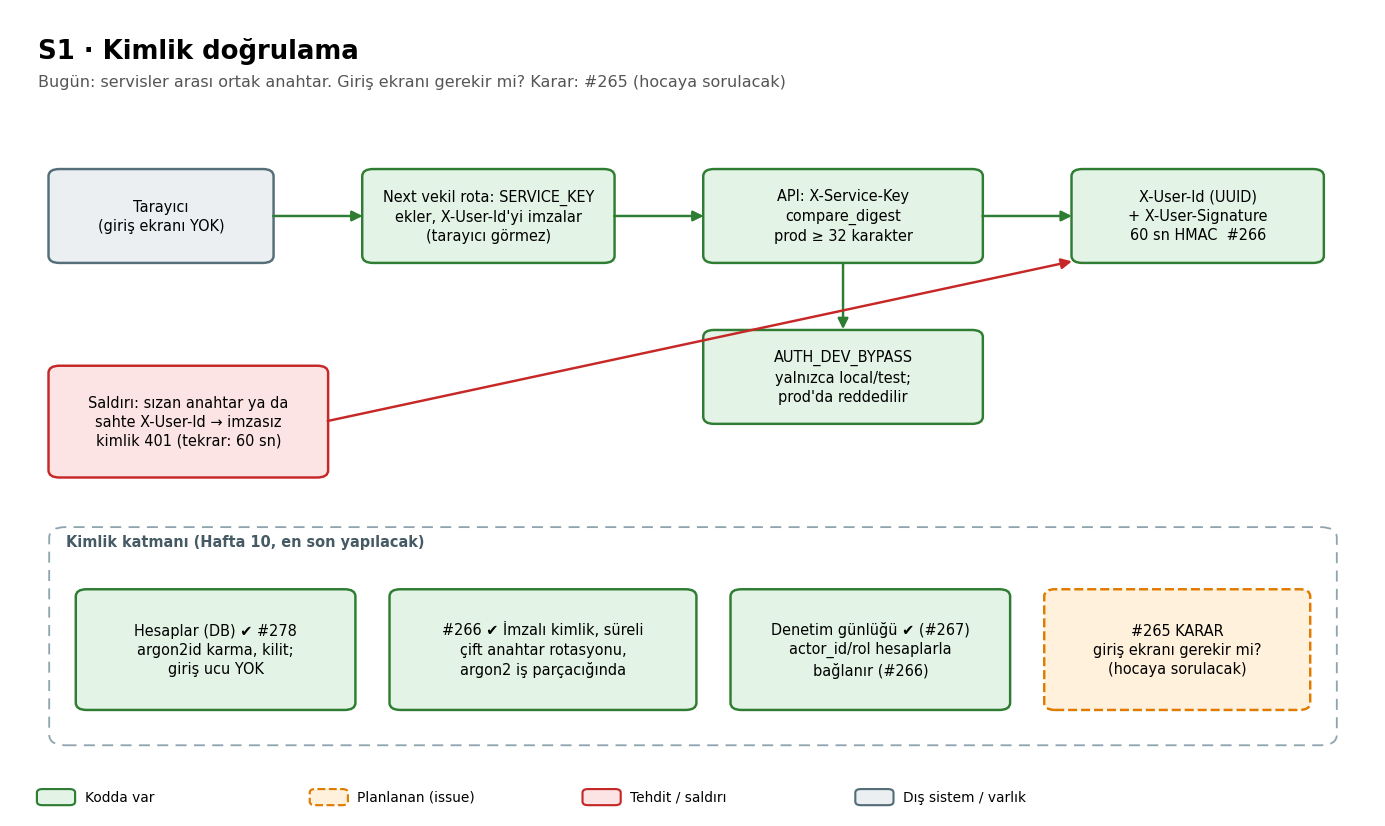 S1 · Kimlik doğrulama
Bugün: servisler arası ortak anahtar. Giriş ekranı gerekir mi? Karar: #265 (hocaya sorulacak)
Tarayıcı
(giriş ekranı YOK)
Next vekil rota: SERVICE_KEY
ekler, X-User-Id'yi imzalar
(tarayıcı görmez)
API: X-Service-Key
compare_digest
prod ≥ 32 karakter
X-User-Id (UUID)
+ X-User-Signature
60 sn HMAC  #266
AUTH_DEV_BYPASS
yalnızca local/test;
prod'da reddedilir
Saldırı: sızan anahtar ya da
sahte X-User-Id → imzasız
kimlik 401 (tekrar: 60 sn)
Kimlik katmanı (Hafta 10, en son yapılacak)
Hesaplar (DB) ✔ #278
argon2id karma, kilit;
giriş ucu YOK
#266 ✔ İmzalı kimlik, süreli
çift anahtar rotasyonu,
argon2 iş parçacığında
Denetim günlüğü ✔ (#267)
actor_id/rol hesaplarla
bağlanır (#266)
#265 KARAR
giriş ekranı gerekir mi?
(hocaya sorulacak)
Kodda var
Planlanan (issue)
Tehdit / saldırı
Dış sistem / varlık